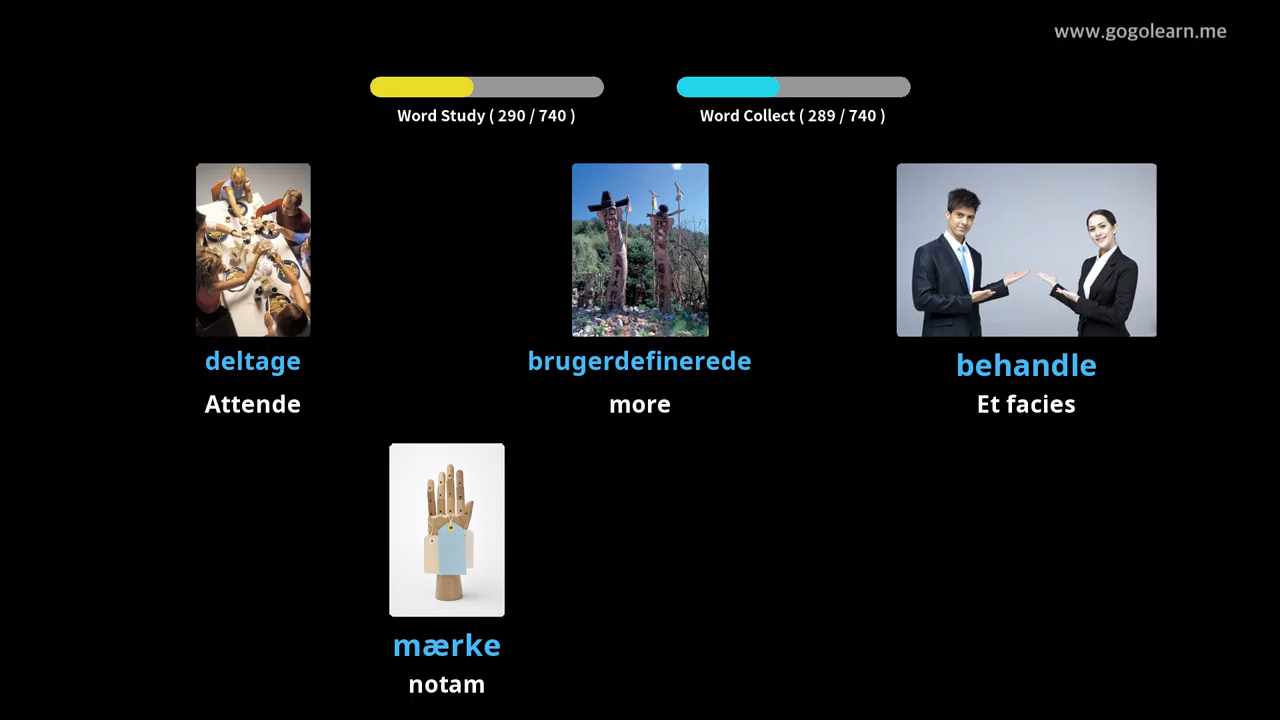 www.gogolearn.me
Word Study ( 290 / 740 )
Word Collect ( 289 / 740 )
deltage
brugerdefinerede
behandle
Attende
more
Et facies
mærke
notam